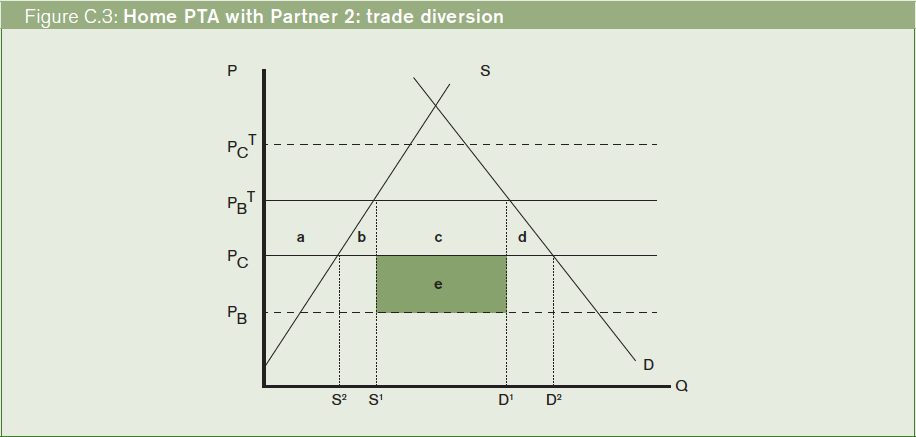 Figure C.3: Home PTA with Partner 2: trade diversion
P
S
P_C^T
P_B^T
a b c d
P_C
e
P_B
D
Q
S² S¹ D¹ D²